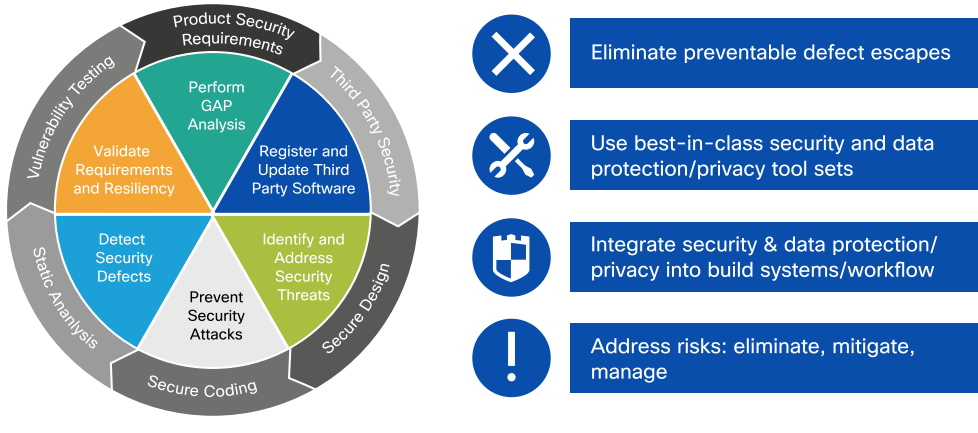 Product Security
Requirements
Third Party Security
Secure Design
Secure Coding
Static Ananlysis
Vulnerability Testing
Perform
GAP
Analysis
Register and
Update Third
Party Software
Identify and
Address
Security
Threats
Prevent
Security
Attacks
Detect
Security
Defects
Validate
Requirements
and Resiliency
Eliminate preventable defect escapes
Use best-in-class security and data
protection/privacy tool sets
Integrate security & data protection/
privacy into build systems/workflow
Address risks: eliminate, mitigate,
manage